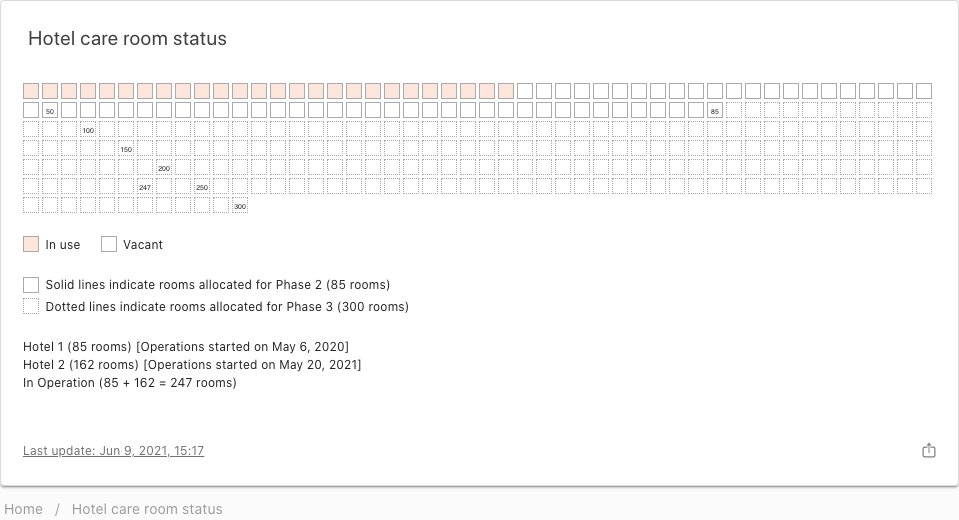 Hotel care room status
50
85
100
150
200
247
250
300
In use
Vacant
Solid lines indicate rooms allocated for Phase 2 (85 rooms)
Dotted lines indicate rooms allocated for Phase 3 (300 rooms)
Hotel 1 (85 rooms) [Operations started on May 6, 2020]
Hotel 2 (162 rooms) [Operations started on May 20, 2021]
In Operation (85 + 162 = 247 rooms)
Last update: Jun 9, 2021, 15:17
Home / Hotel care room status